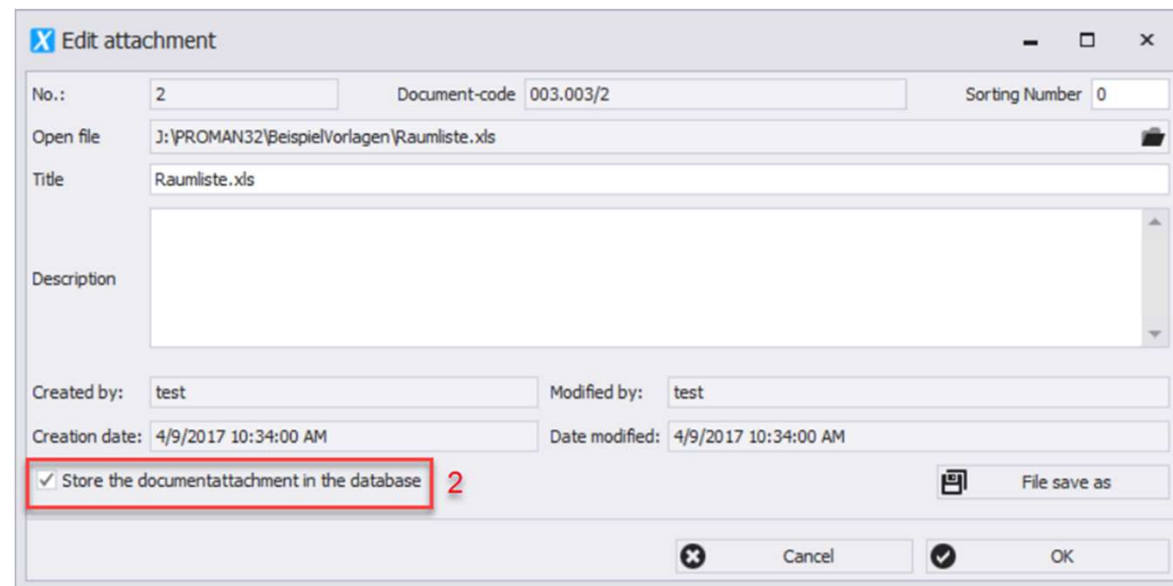 X Edit attachment
No.: 2 Document-code 003.003/2 Sorting Number 0
Open file J:\PROMAN32\BeispielVorlagen\Raumliste.xls
Title Raumliste.xls
Description
Created by: test Modified by: test
Creation date: 4/9/2017 10:34:00 AM Date modified: 4/9/2017 10:34:00 AM
Store the documentattachment in the database 2 File save as
Cancel OK